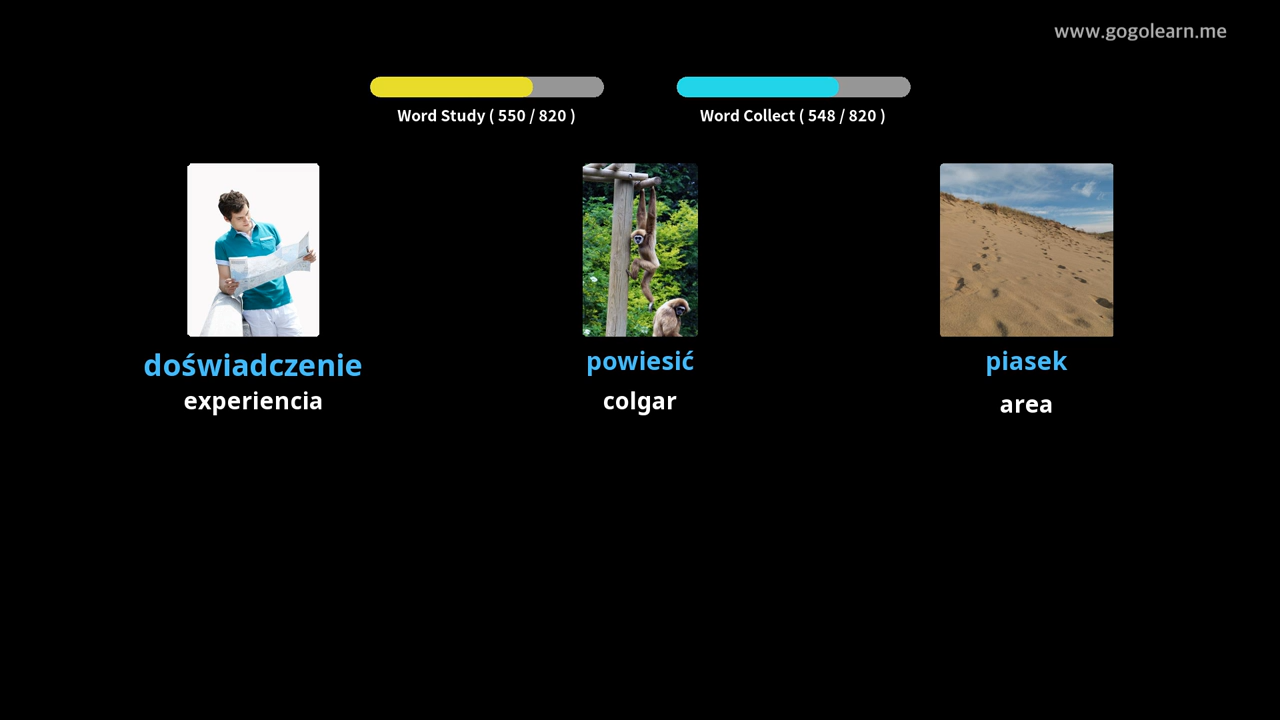 www.gogolearn.me
Word Study ( 550 / 820 )
Word Collect ( 548 / 820 )
doświadczenie
experiencia
powiesić
colgar
piasek
area